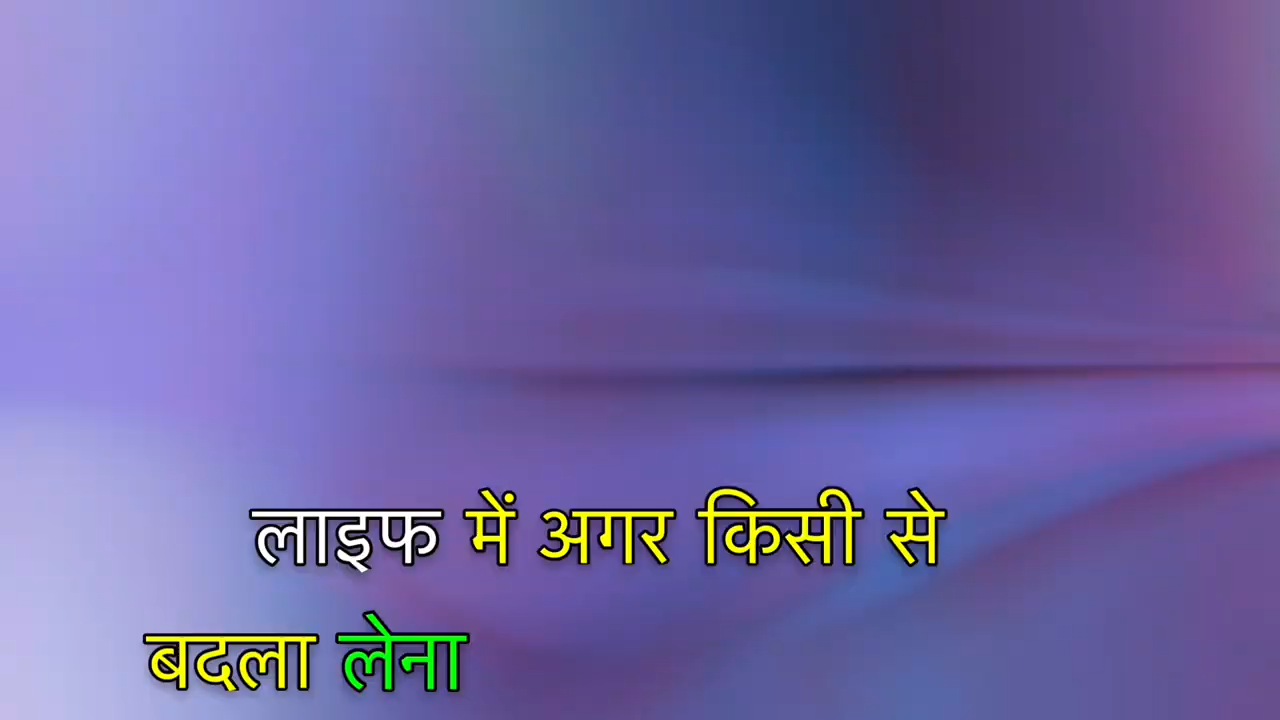 लाइफ में अगर किसी से
बदला लेना